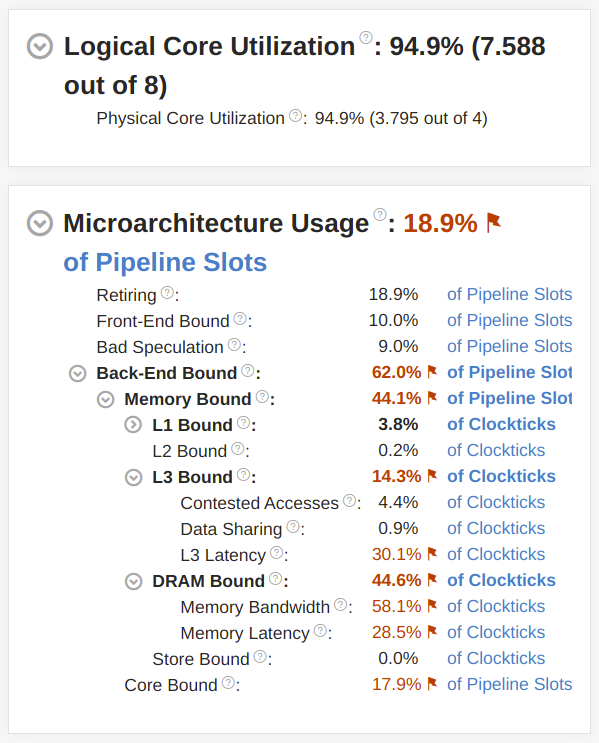 Logical Core Utilization ? : 94.9% (7.588
out of 8)
Physical Core Utilization ? : 94.9% (3.795 out of 4)
Microarchitecture Usage ? : 18.9%
of Pipeline Slots
Retiring ? : 18.9% of Pipeline Slots
Front-End Bound ? : 10.0% of Pipeline Slots
Bad Speculation ? : 9.0% of Pipeline Slots
Back-End Bound ? : 62.0% of Pipeline Slot
Memory Bound ? : 44.1% of Pipeline Slot
L1 Bound ? : 3.8% of Clockticks
L2 Bound ? : 0.2% of Clockticks
L3 Bound ? : 14.3% of Clockticks
Contested Accesses ? : 4.4% of Clockticks
Data Sharing ? : 0.9% of Clockticks
L3 Latency ? : 30.1% of Clockticks
DRAM Bound ? : 44.6% of Clockticks
Memory Bandwidth ? : 58.1% of Clockticks
Memory Latency ? : 28.5% of Clockticks
Store Bound ? : 0.0% of Clockticks
Core Bound ? : 17.9% of Pipeline Slots